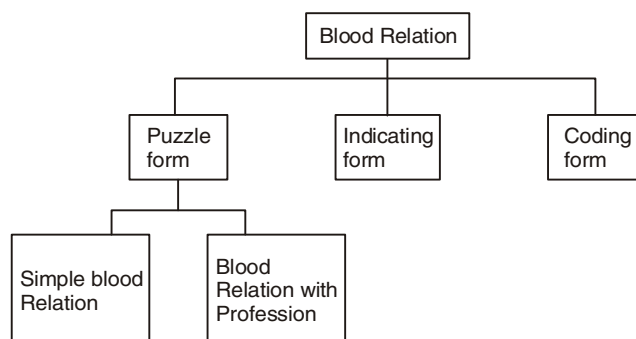 Blood Relation
Puzzle
form
Indicating
form
Coding
form
Simple blood
Relation
Blood
Relation with
Profession